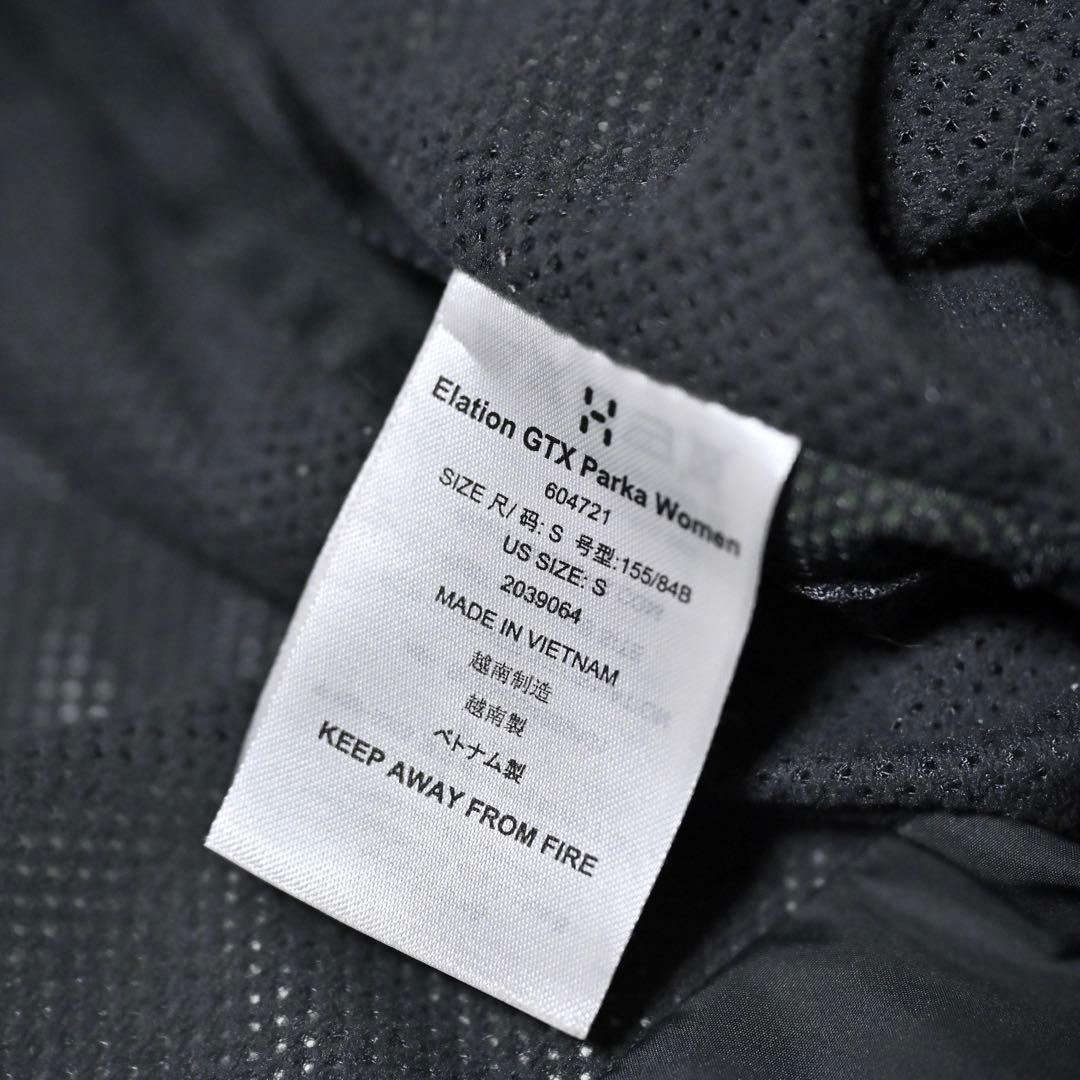 Elation GTX Parka Women
604721
SIZE 尺/码: S 号型:155/84B
US SIZE: S
2039064
MADE IN VIETNAM
越南制造
越南製
ベトナム製
KEEP AWAY FROM FIRE